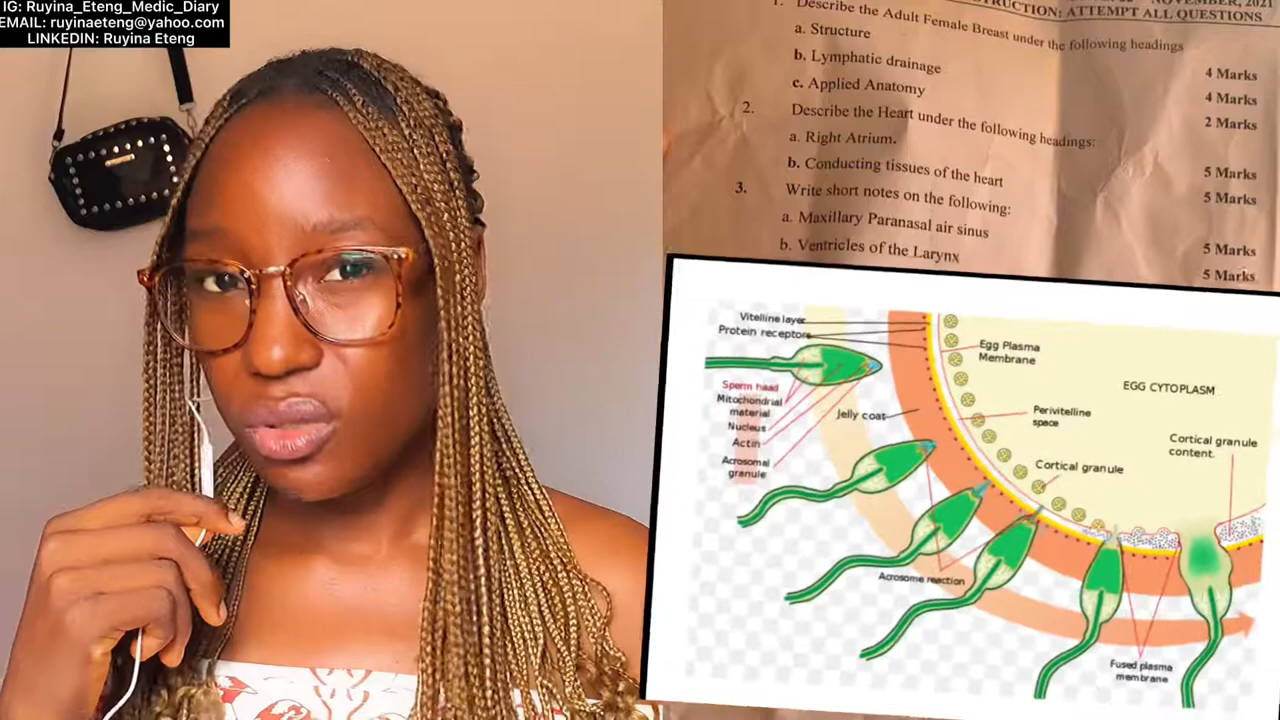 IG: Ruyina_Eteng_Medic_Diary
EMAIL: ruyinaeteng@yahoo.com
LINKEDIN: Ruyina Eteng
NOVEMBER, 2021
: ATTEMPT ALL QUESTIONS
1. Describe the Adult Female Breast under the following headings
a. Structure 4 Marks
b. Lymphatic drainage 4 Marks
c. Applied Anatomy 2 Marks
2. Describe the Heart under the following headings:
a. Right Atrium. 5 Marks
b. Conducting tissues of the heart 5 Marks
3. Write short notes on the following:
a. Maxillary Paranasal air sinus 5 Marks
b. Ventricles of the Larynx 5 Marks
Vitelline layer
Protein receptors
Egg Plasma
Membrane
EGG CYTOPLASM
Sperm head
Mitochondrial
material
Nucleus
Actin
Acrosomal
granule
Jelly coat
Perivitelline
space
Cortical granule
content.
Cortical granule
Acrosome reaction
Fused plasma
membrane